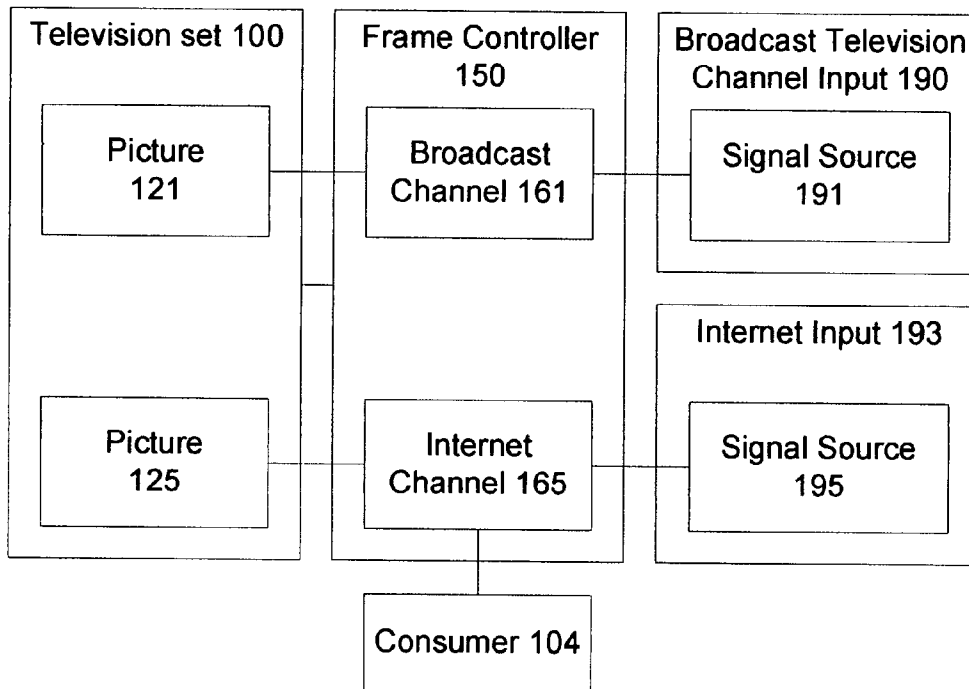 Television set 100
Frame Controller
150
Broadcast Television
Channel Input 190
Picture
121
Broadcast
Channel 161
Signal Source
191
Internet Input 193
Picture
125
Internet
Channel 165
Signal Source
195
Consumer 104